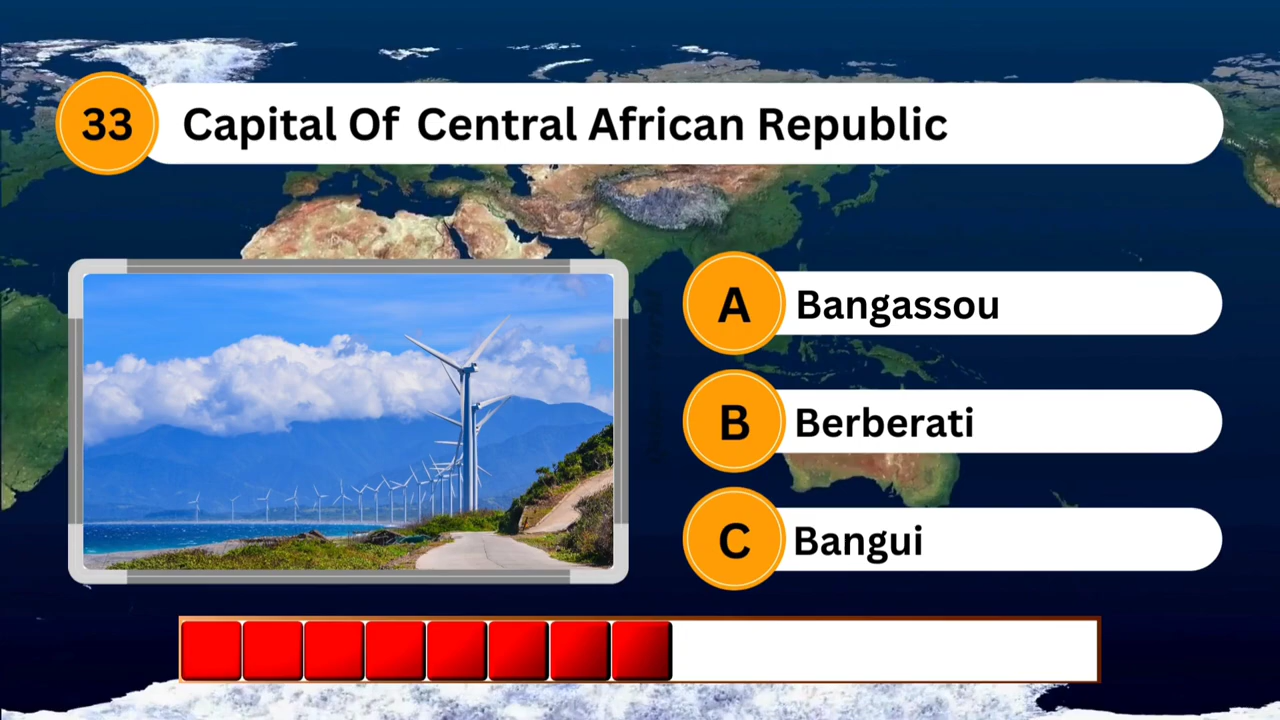 33 Capital Of Central African Republic
A Bangassou
B Berberati
C Bangui